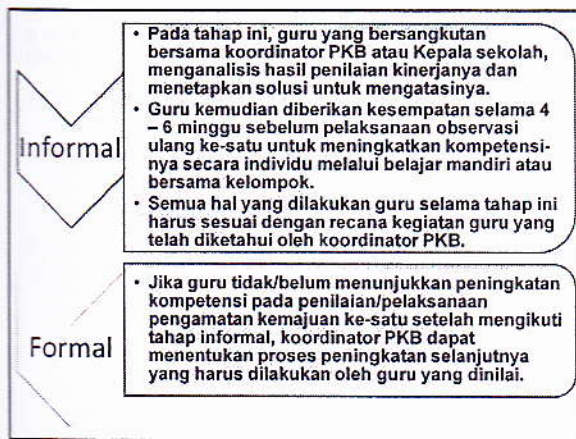 Informal
• Pada tahap ini, guru yang bersangkutan
bersama koordinator PKB atau Kepala sekolah,
menganalisis hasil penilaian kinerjanya dan
menetapkan solusi untuk mengatasinya.
• Guru kemudian diberikan kesempatan selama 4
– 6 minggu sebelum pelaksanaan observasi
ulang ke-satu untuk meningkatkan kompetensi-
nya secara individu melalui belajar mandiri atau
bersama kelompok.
• Semua hal yang dilakukan guru selama tahap ini
harus sesuai dengan recana kegiatan guru yang
telah diketahui oleh koordinator PKB.
Formal
• Jika guru tidak/belum menunjukkan peningkatan
kompetensi pada penilaian/pelaksanaan
pengamatan kemajuan ke-satu setelah mengikuti
tahap informal, koordinator PKB dapat
menentukan proses peningkatan selanjutnya
yang harus dilakukan oleh guru yang dinilai.